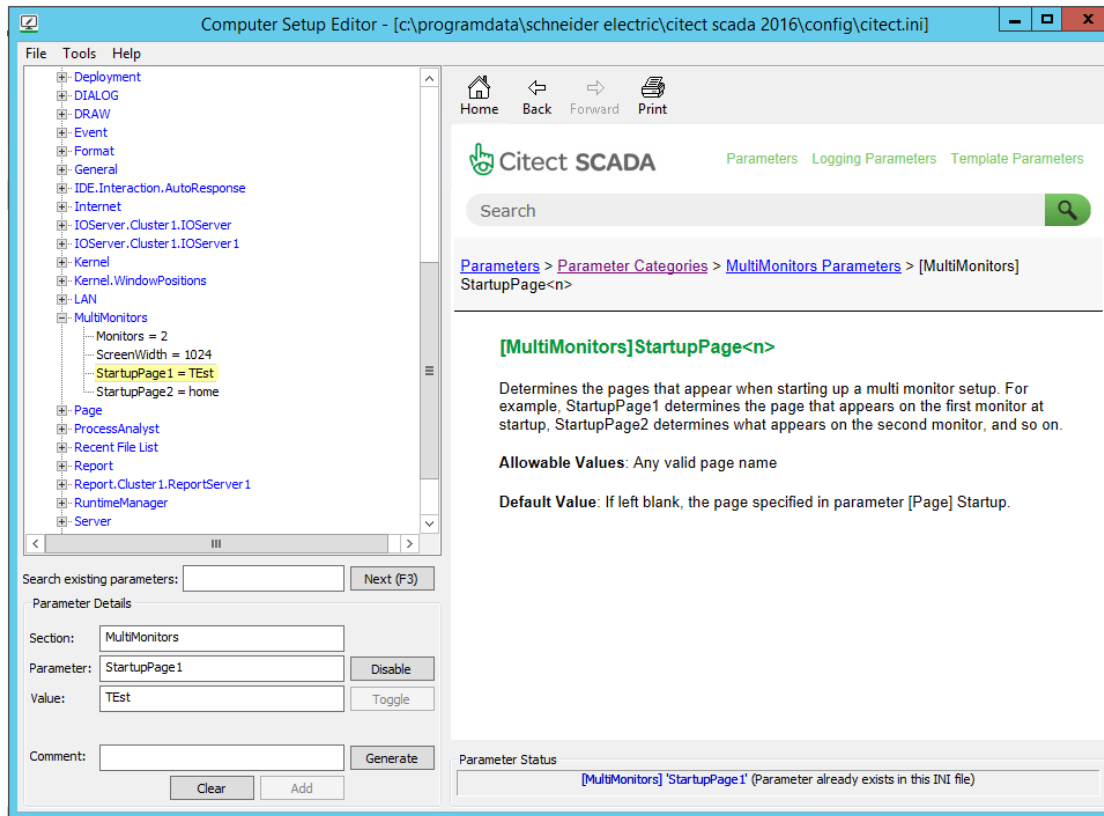 Computer Setup Editor - [c:\programdata\schneider electric\citect scada 2016\config\citect.ini]
File Tools Help
Deployment
DIALOG
DRAW
Event
Format
General
IDE.Interaction.AutoResponse
Internet
IOServer.Cluster1.IOServer
IOServer.Cluster1.IOServer1
Kernel
Kernel.WindowPositions
LAN
MultiMonitors
Monitors = 2
ScreenWidth = 1024
StartupPage1 = TEst
StartupPage2 = home
Page
ProcessAnalyst
Recent File List
Report
Report.Cluster1.ReportServer1
RuntimeManager
Server
Search existing parameters:
Next (F3)
Parameter Details
Section: MultiMonitors
Parameter: StartupPage1 Disable
Value: TEst Toggle
Comment: Generate
Clear Add
Home Back Forward Print
Citect SCADA Parameters Logging Parameters Template Parameters
Search
Parameters > Parameter Categories > MultiMonitors Parameters > [MultiMonitors]
StartupPage<n>
[MultiMonitors]StartupPage<n>
Determines the pages that appear when starting up a multi monitor setup. For
example, StartupPage1 determines the page that appears on the first monitor at
startup, StartupPage2 determines what appears on the second monitor, and so on.
Allowable Values: Any valid page name
Default Value: If left blank, the page specified in parameter [Page] Startup.
Parameter Status
[MultiMonitors] 'StartupPage1' (Parameter already exists in this INI file)